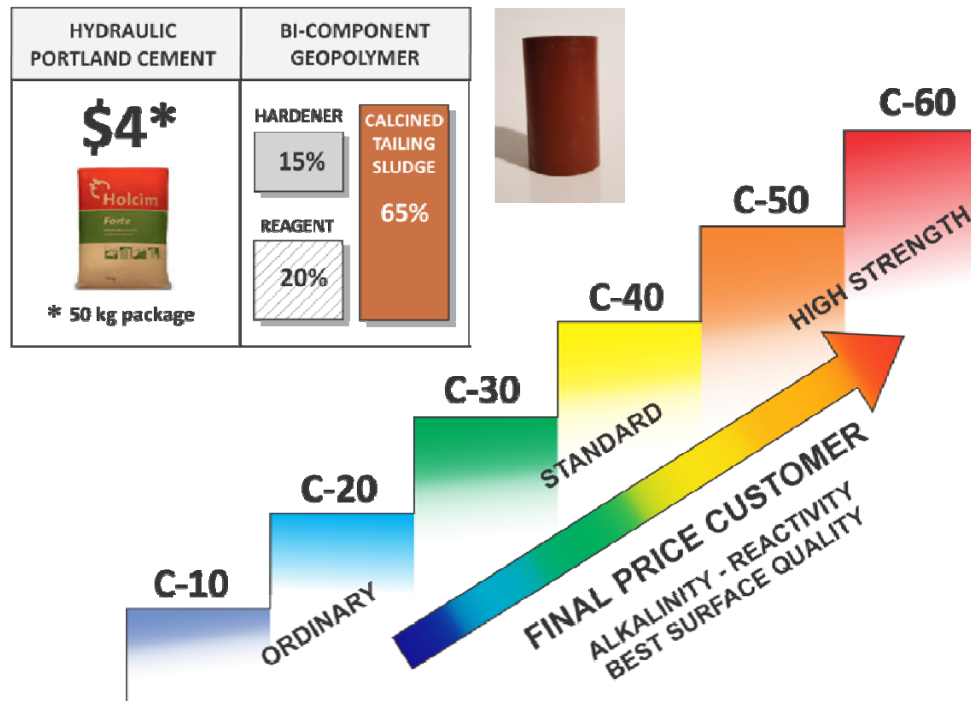 HYDRAULIC
PORTLAND CEMENT
BI-COMPONENT
GEOPOLYMER
$4*
Holcim
Forte
* 50 kg package
HARDENER
15%
REAGENT
20%
CALCINED
TAILING
SLUDGE
65%
C-60
C-50
C-40
C-30
C-20
C-10
HIGH STRENGTH
STANDARD
ORDINARY
FINAL PRICE CUSTOMER
ALKALINITY - REACTIVITY
BEST SURFACE QUALITY